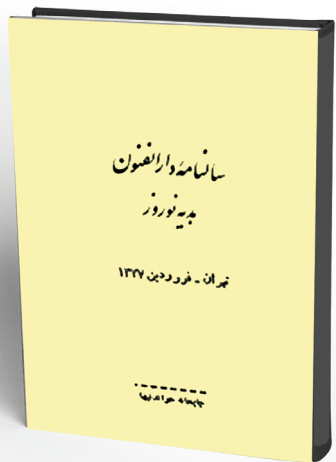 سالنامه دارالفنون
هدیه نوروز
تهران - فروردین ۱۳۲۷
چاپخانه خواندنیها